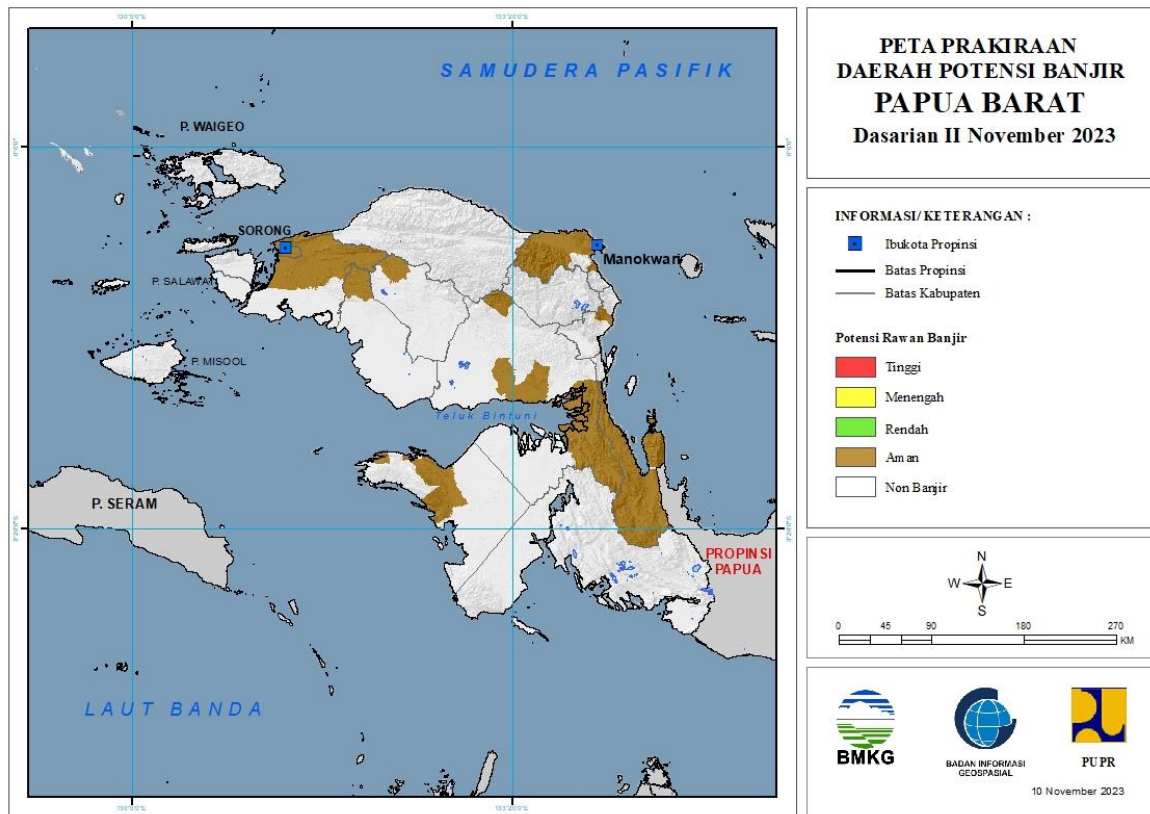 PETA PRAKIRAAN
DAERAH POTENSI BANJIR
PAPUA BARAT
Dasarian II November 2023
INFORMASI/ KETERANGAN :
Ibukota Propinsi
Batas Propinsi
Batas Kabupaten
Potensi Rawan Banjir
Tinggi
Menengah
Rendah
Aman
Non Banjir
N
W E
S
0 45 90 180 270
KM
BMKG
BADAN INFORMASI
GEOSPASIAL
PUPR
10 November 2023
SAMUDERA PASIFIK
P. WAIGEO
SORONG
Manokwari
P. SALAWATI
P. MISOOL
Teluk Bintuni
P. SERAM
PROPINSI
PAPUA
LAUT BANDA